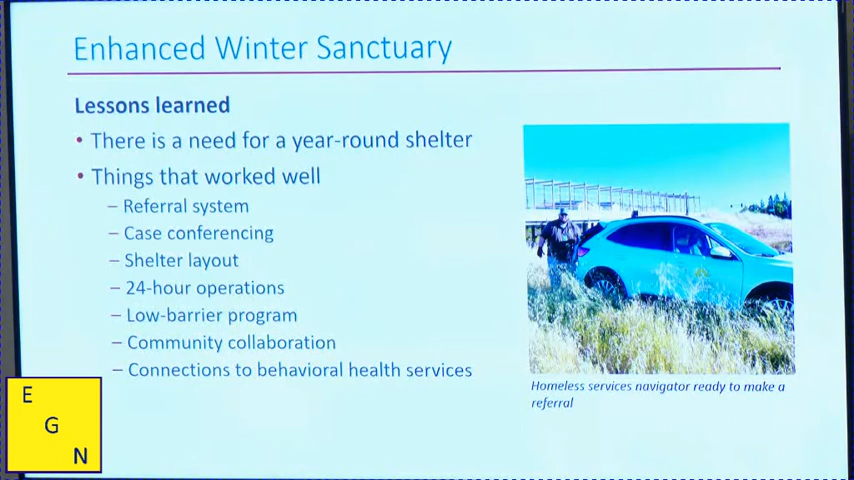 Enhanced Winter Sanctuary
Lessons learned
• There is a need for a year-round shelter
• Things that worked well
– Referral system
– Case conferencing
– Shelter layout
– 24-hour operations
– Low-barrier program
– Community collaboration
– Connections to behavioral health services
Homeless services navigator ready to make a
referral
E
G
N